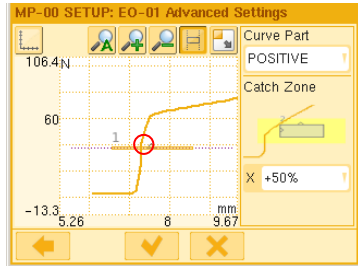 MP-00 SETUP: EO-01 Advanced Settings
Curve Part
POSITIVE
Catch Zone
2
X +50%
106.4 N
60
1
-13.3
mm
5.26 8 9.67